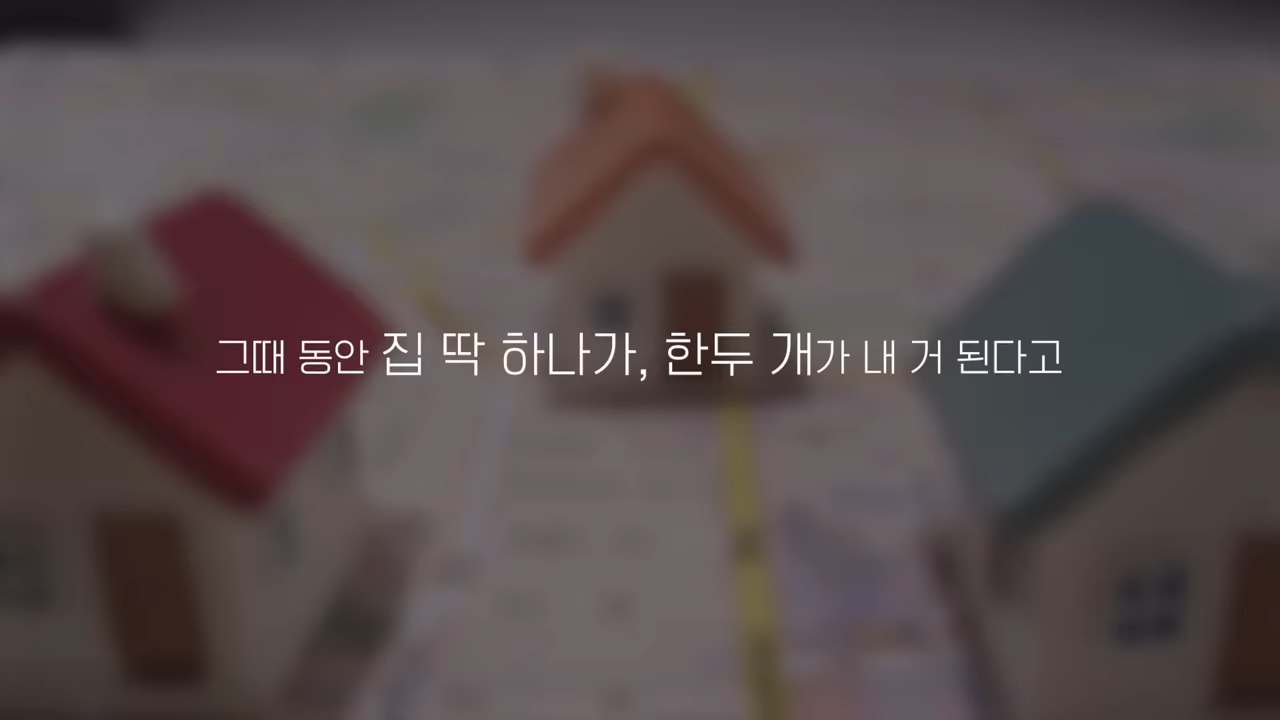 그때 동안 집 딱 하나가, 한두 개가 내 거 된다고